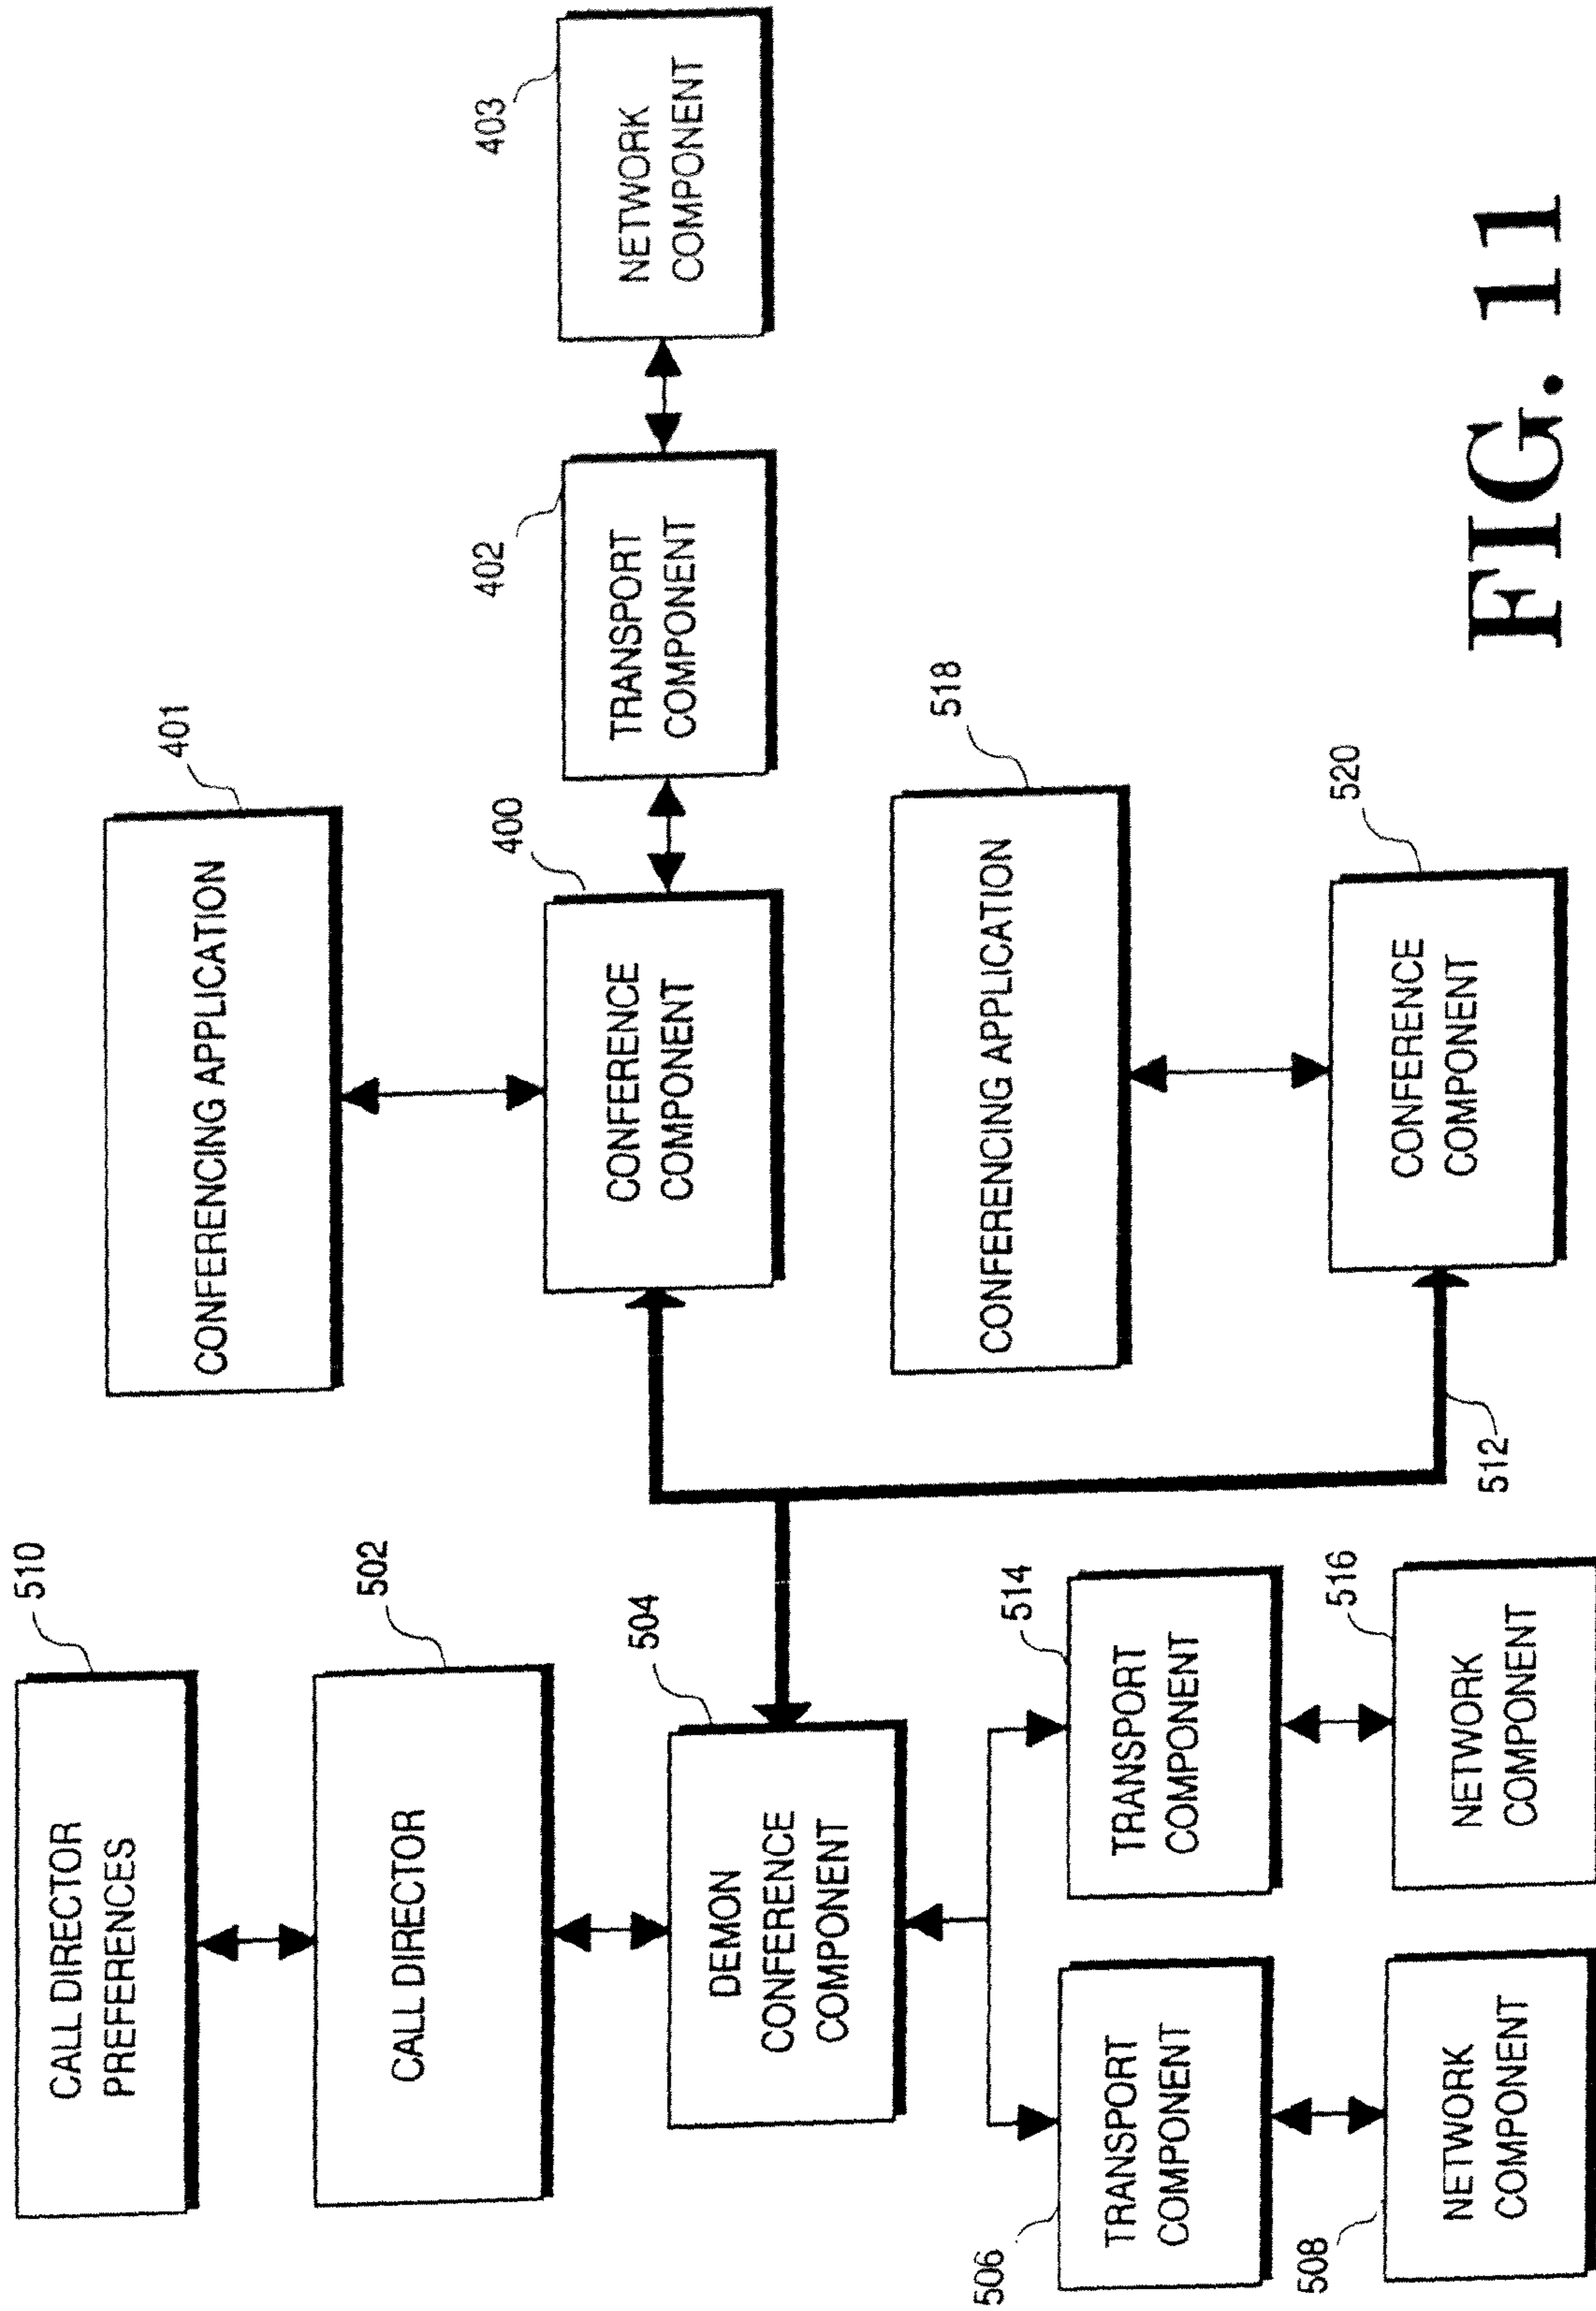 510
CALL DIRECTOR
PREFERENCES
502
CALL DIRECTOR
504
DEMON
CONFERENCE
COMPONENT
506
TRANSPORT
COMPONENT
514
TRANSPORT
COMPONENT
508
NETWORK
COMPONENT
516
NETWORK
COMPONENT
512
401
CONFERENCING APPLICATION
400
CONFERENCE
COMPONENT
402
TRANSPORT
COMPONENT
403
NETWORK
COMPONENT
518
CONFERENCING APPLICATION
520
CONFERENCE
COMPONENT
FIG. 11